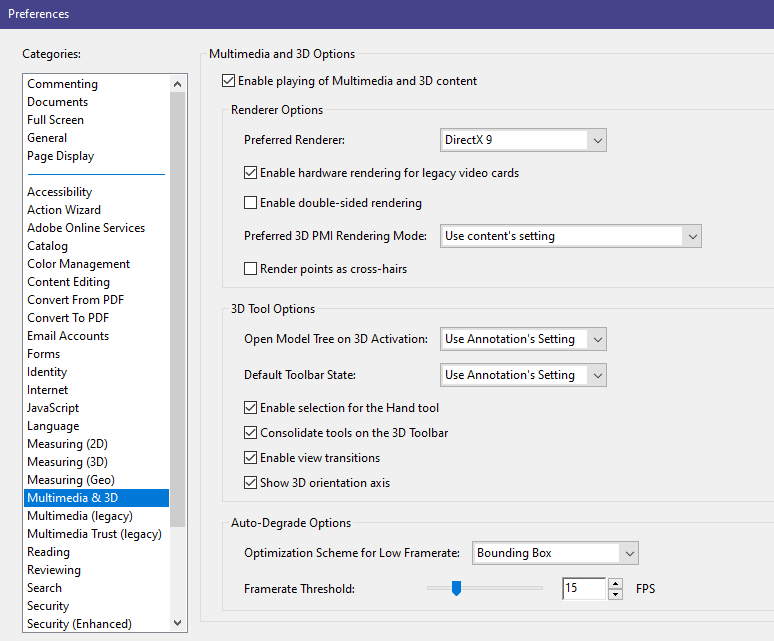 Preferences
Categories:
Commenting
Documents
Full Screen
General
Page Display
Accessibility
Action Wizard
Adobe Online Services
Catalog
Color Management
Content Editing
Convert From PDF
Convert To PDF
Email Accounts
Forms
Identity
Internet
JavaScript
Language
Measuring (2D)
Measuring (3D)
Measuring (Geo)
Multimedia & 3D
Multimedia (legacy)
Multimedia Trust (legacy)
Reading
Reviewing
Search
Security
Security (Enhanced)
Multimedia and 3D Options
Enable playing of Multimedia and 3D content
Renderer Options
Preferred Renderer: DirectX 9
Enable hardware rendering for legacy video cards
Enable double-sided rendering
Preferred 3D PMI Rendering Mode: Use content's setting
Render points as cross-hairs
3D Tool Options
Open Model Tree on 3D Activation: Use Annotation's Setting
Default Toolbar State: Use Annotation's Setting
Enable selection for the Hand tool
Consolidate tools on the 3D Toolbar
Enable view transitions
Show 3D orientation axis
Auto-Degrade Options
Optimization Scheme for Low Framerate: Bounding Box
Framerate Threshold: 15 FPS